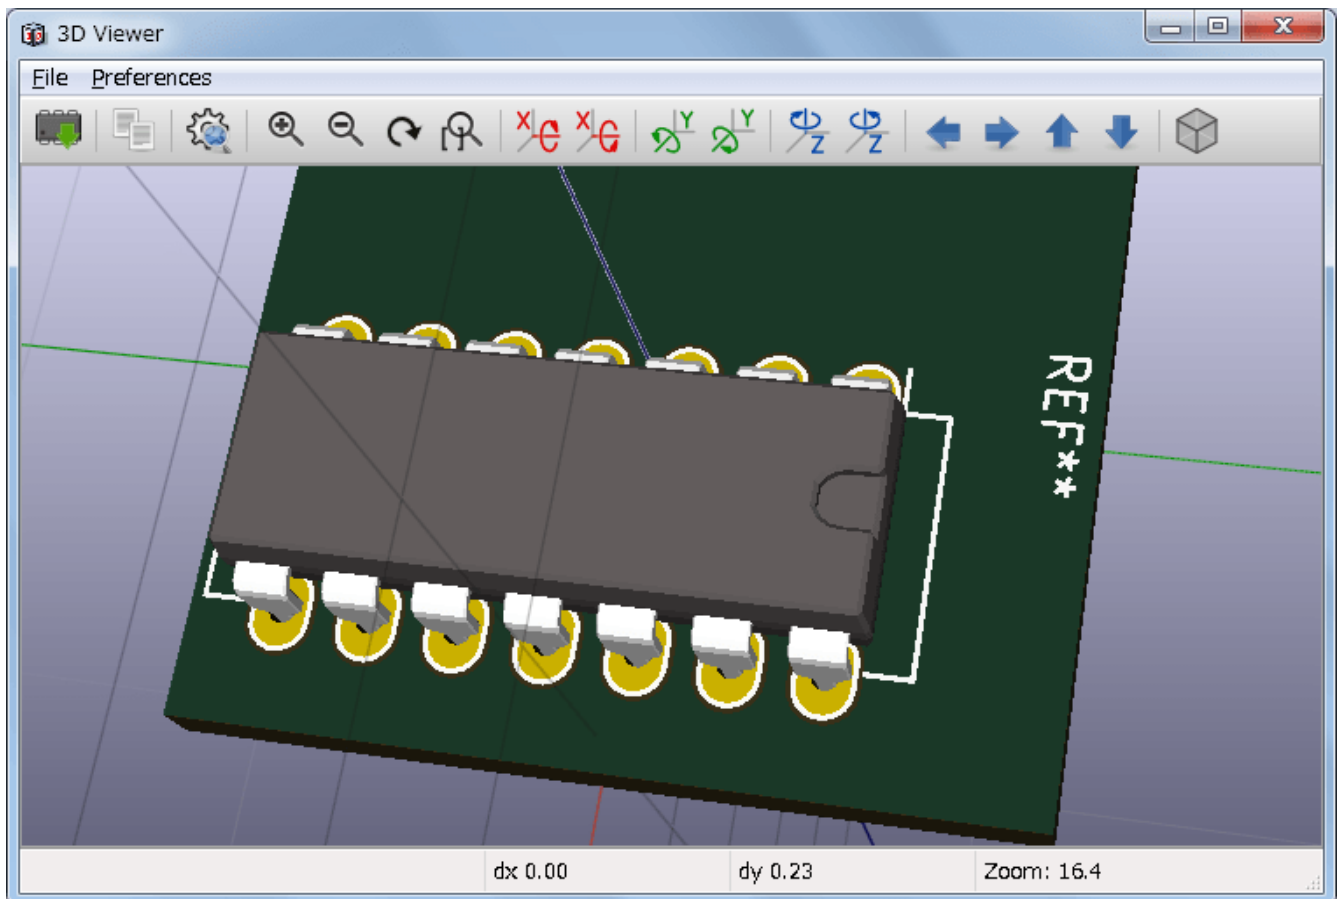 3D Viewer
File Preferences
X X Y Y Z Z
REF**
dx 0.00 dy 0.23 Zoom: 16.4